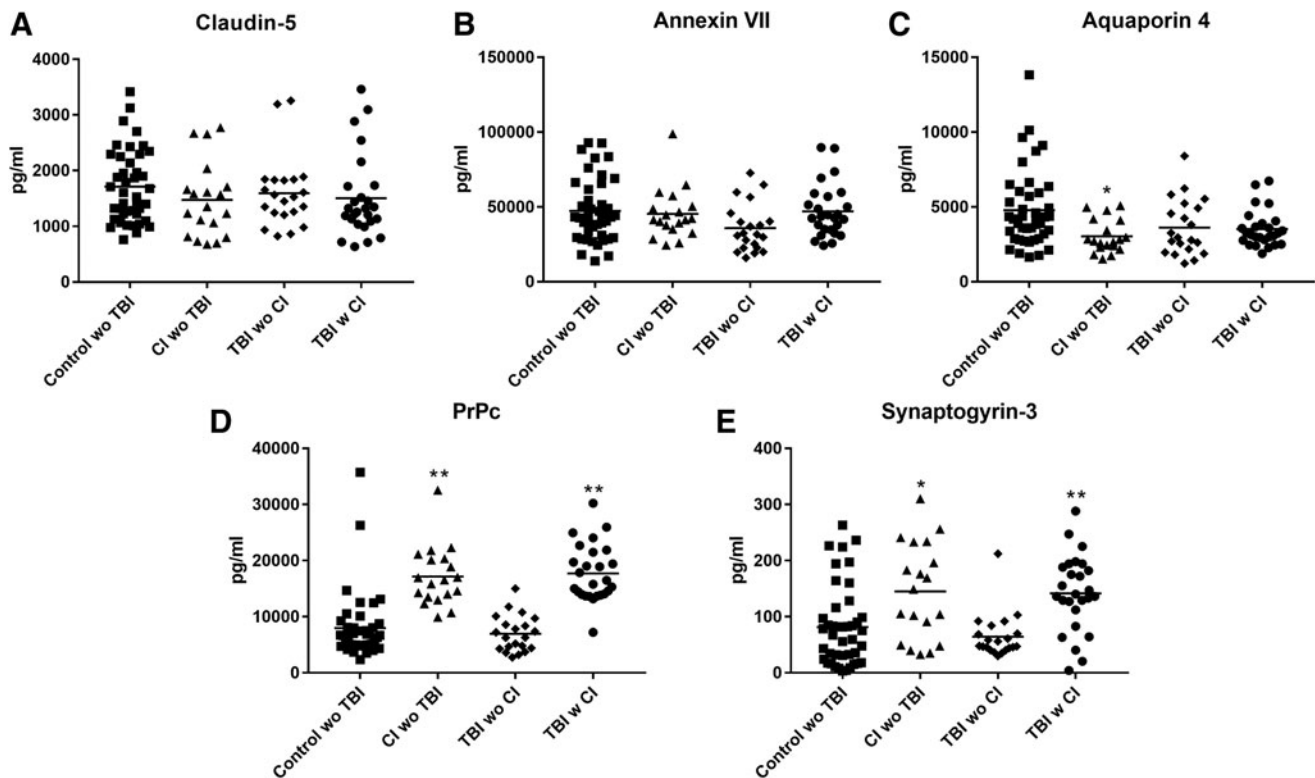 A
Claudin-5
pg/ml
4000
3000
2000
1000
0
Control wo TBI
CI wo TBI
TBI wo CI
TBI w CI
B
Annexin VII
pg/ml
150000
100000
50000
0
Control wo TBI
CI wo TBI
TBI wo CI
TBI w CI
C
Aquaporin 4
pg/ml
15000
10000
5000
0
*
Control wo TBI
CI wo TBI
TBI wo CI
TBI w CI
D
PrPc
pg/ml
40000
30000
20000
10000
0
**
**
Control wo TBI
CI wo TBI
TBI wo CI
TBI w CI
E
Synaptogyrin-3
pg/ml
400
300
200
100
0
*
**
Control wo TBI
CI wo TBI
TBI wo CI
TBI w CI